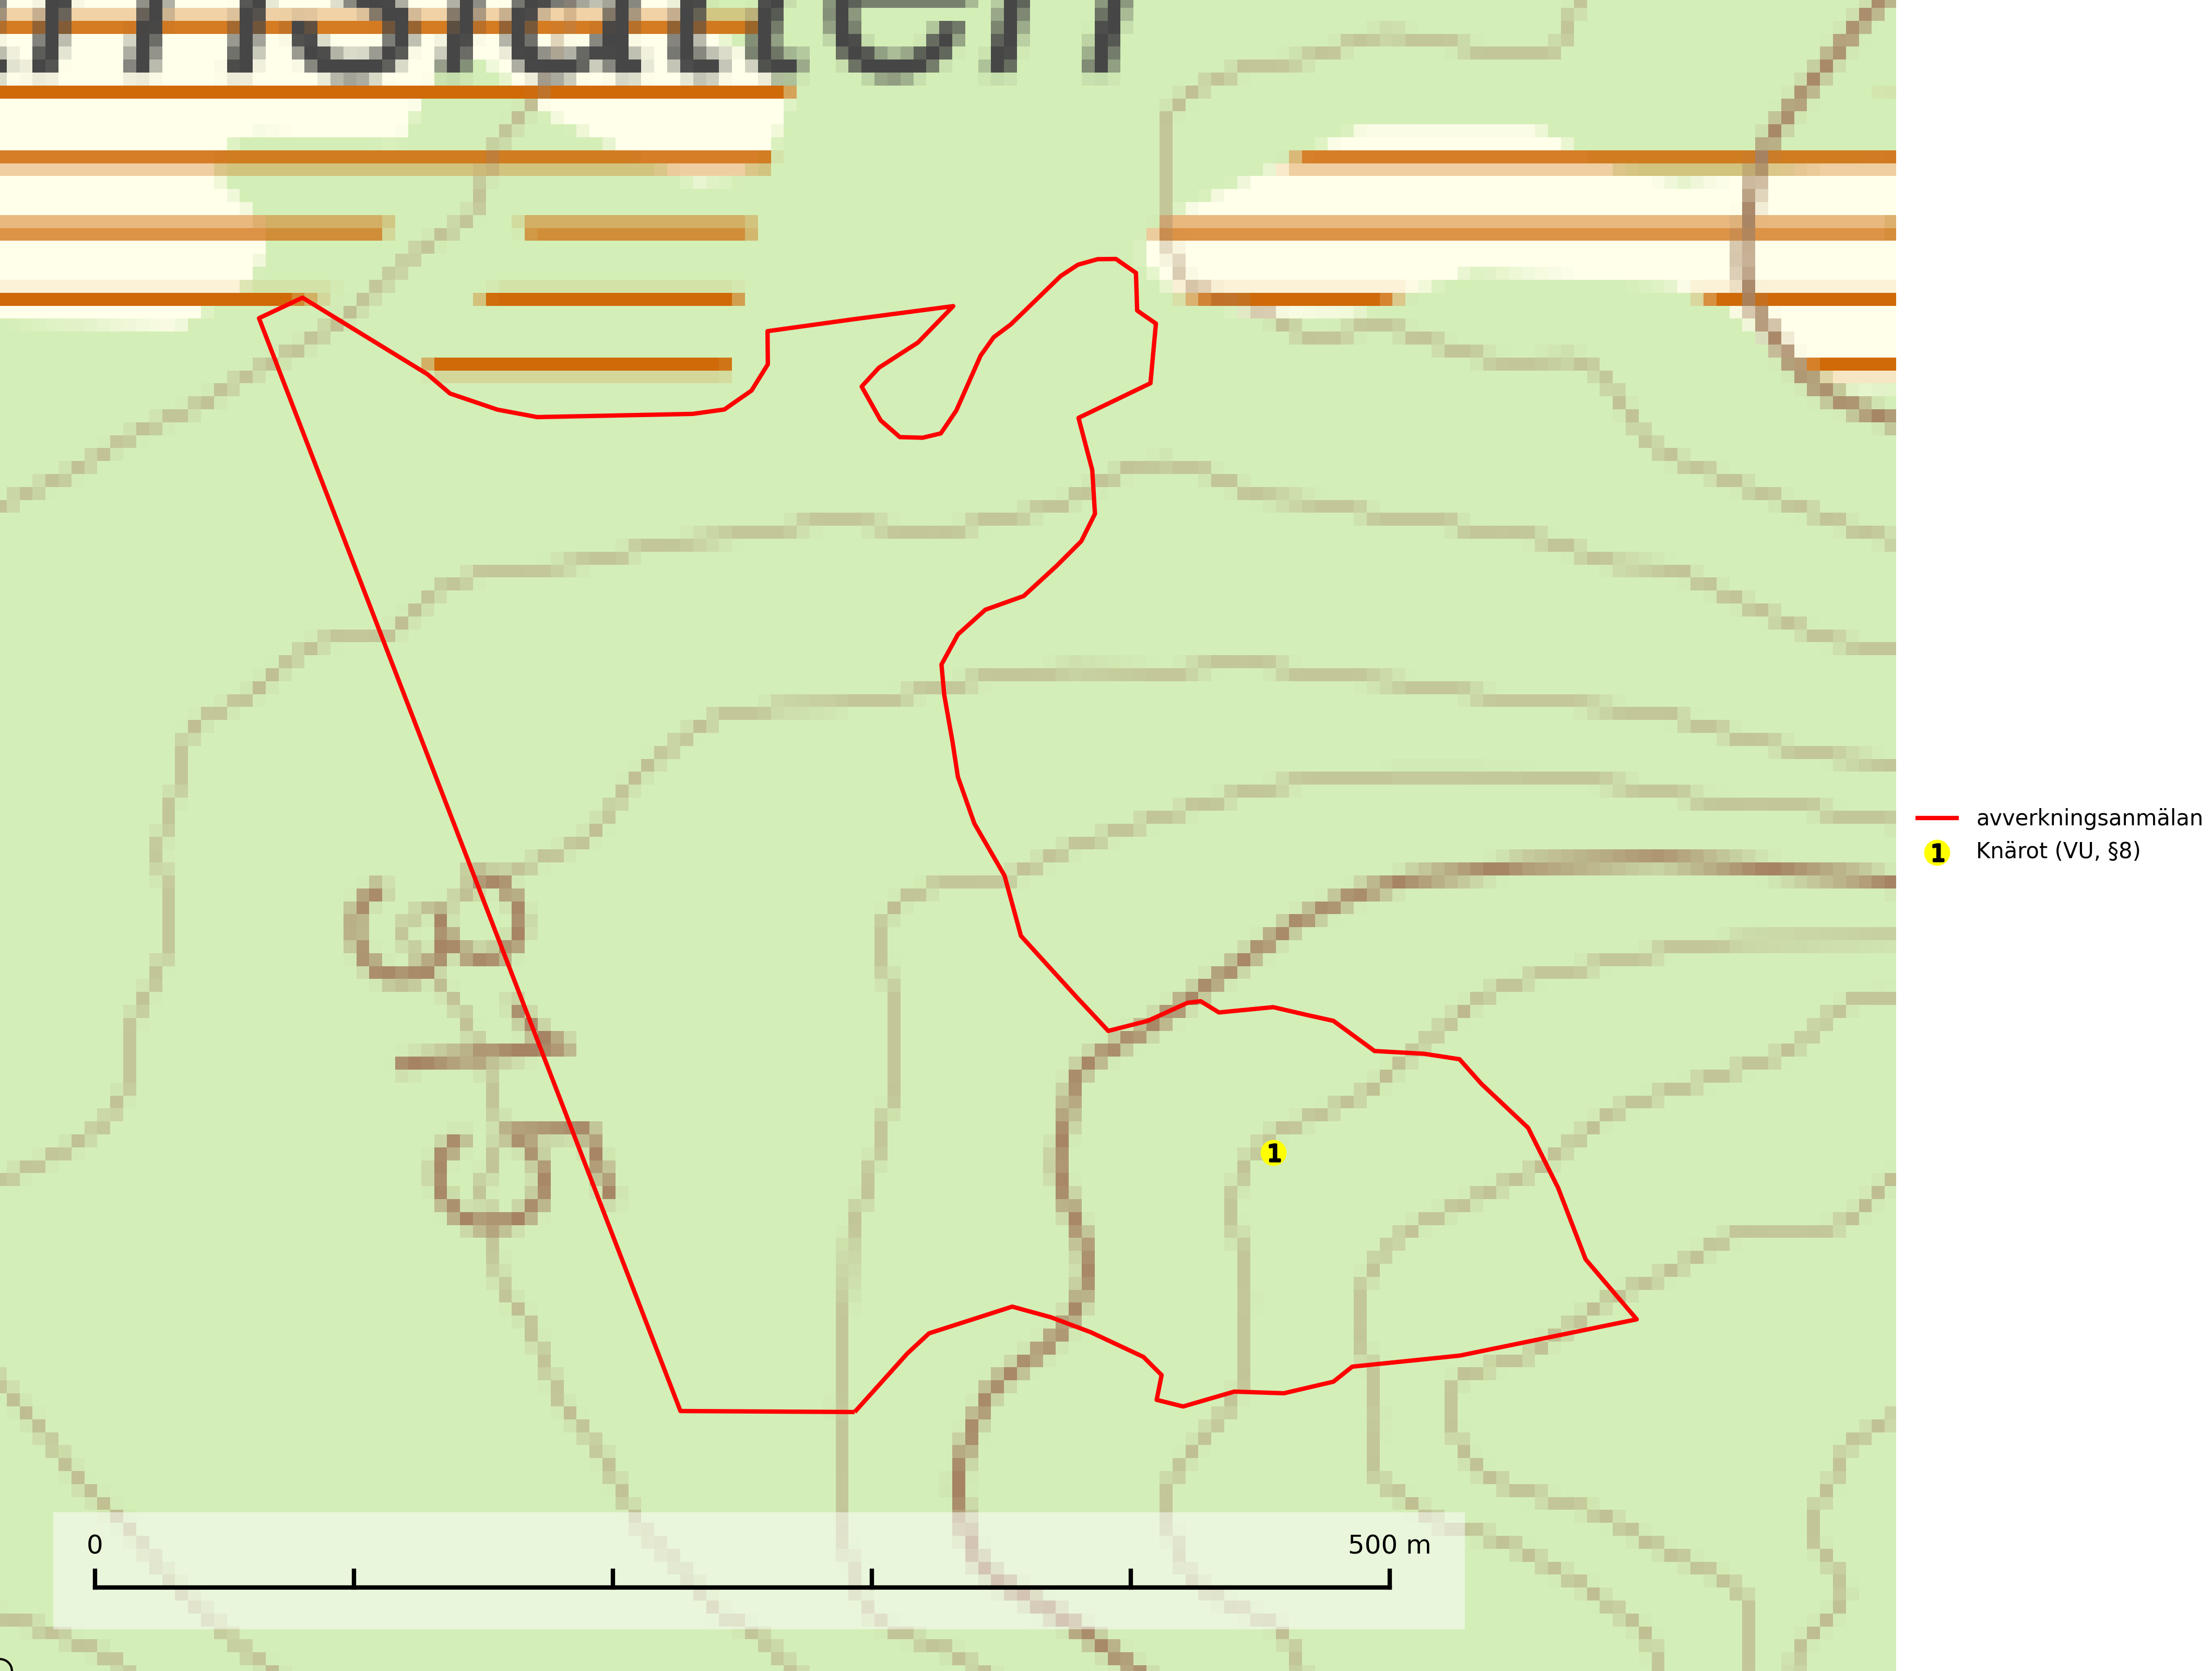 avverkningsanmälan
1 Knärot (VU, §8)
1
0 500 m